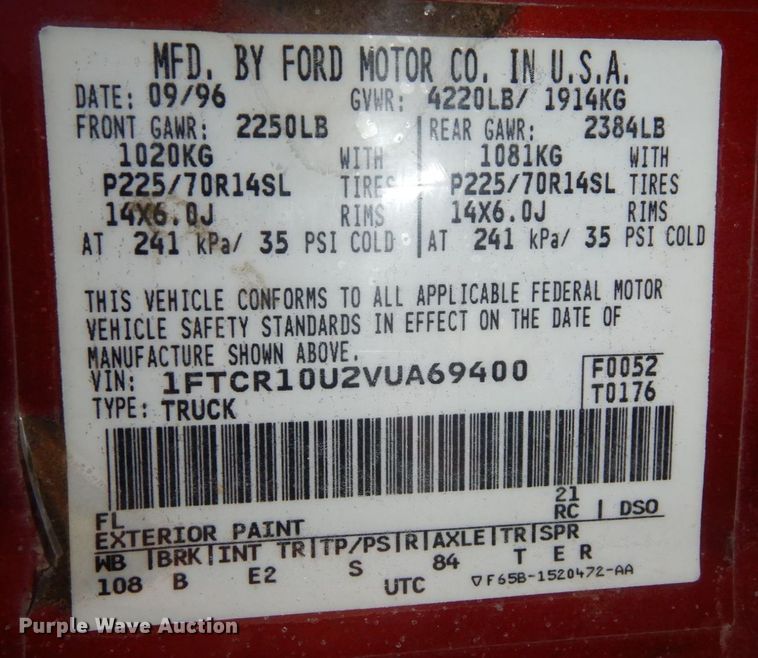 MFD. BY FORD MOTOR CO. IN U.S.A.
DATE: 09/96 GVWR: 4220LB/ 1914KG
FRONT GAWR: 2250LB REAR GAWR: 2384LB
1020KG WITH 1081KG WITH
P225/70R14SL TIRES P225/70R14SL TIRES
14X6.0J RIMS 14X6.0J RIMS
AT 241 kPa/ 35 PSI COLD AT 241 kPa/ 35 PSI COLD
THIS VEHICLE CONFORMS TO ALL APPLICABLE FEDERAL MOTOR
VEHICLE SAFETY STANDARDS IN EFFECT ON THE DATE OF
MANUFACTURE SHOWN ABOVE.
VIN: 1FTCR10U2VUA69400 F0052
TYPE: TRUCK T0176
FL 21
EXTERIOR PAINT RC | DSO
WB |BRK|INT TR|TP/PS|R|AXLE|TR|SPR
108 B E2 S 84 T E R
UTC ▽F65B-1520472-AA
Purple Wave Auction